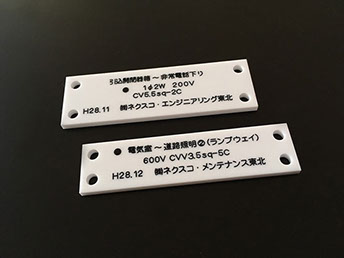 引込開閉器箱～非常電話下り
● 1φ2W 200V
CV5.5sq-2C
H28.11 ㈱ネクスコ・エンジニアリング東北
● 電気室～道路照明②(ランプウェイ)
600V CVV3.5sq-5C
H28.12 ㈱ネクスコ・メンテナンス東北